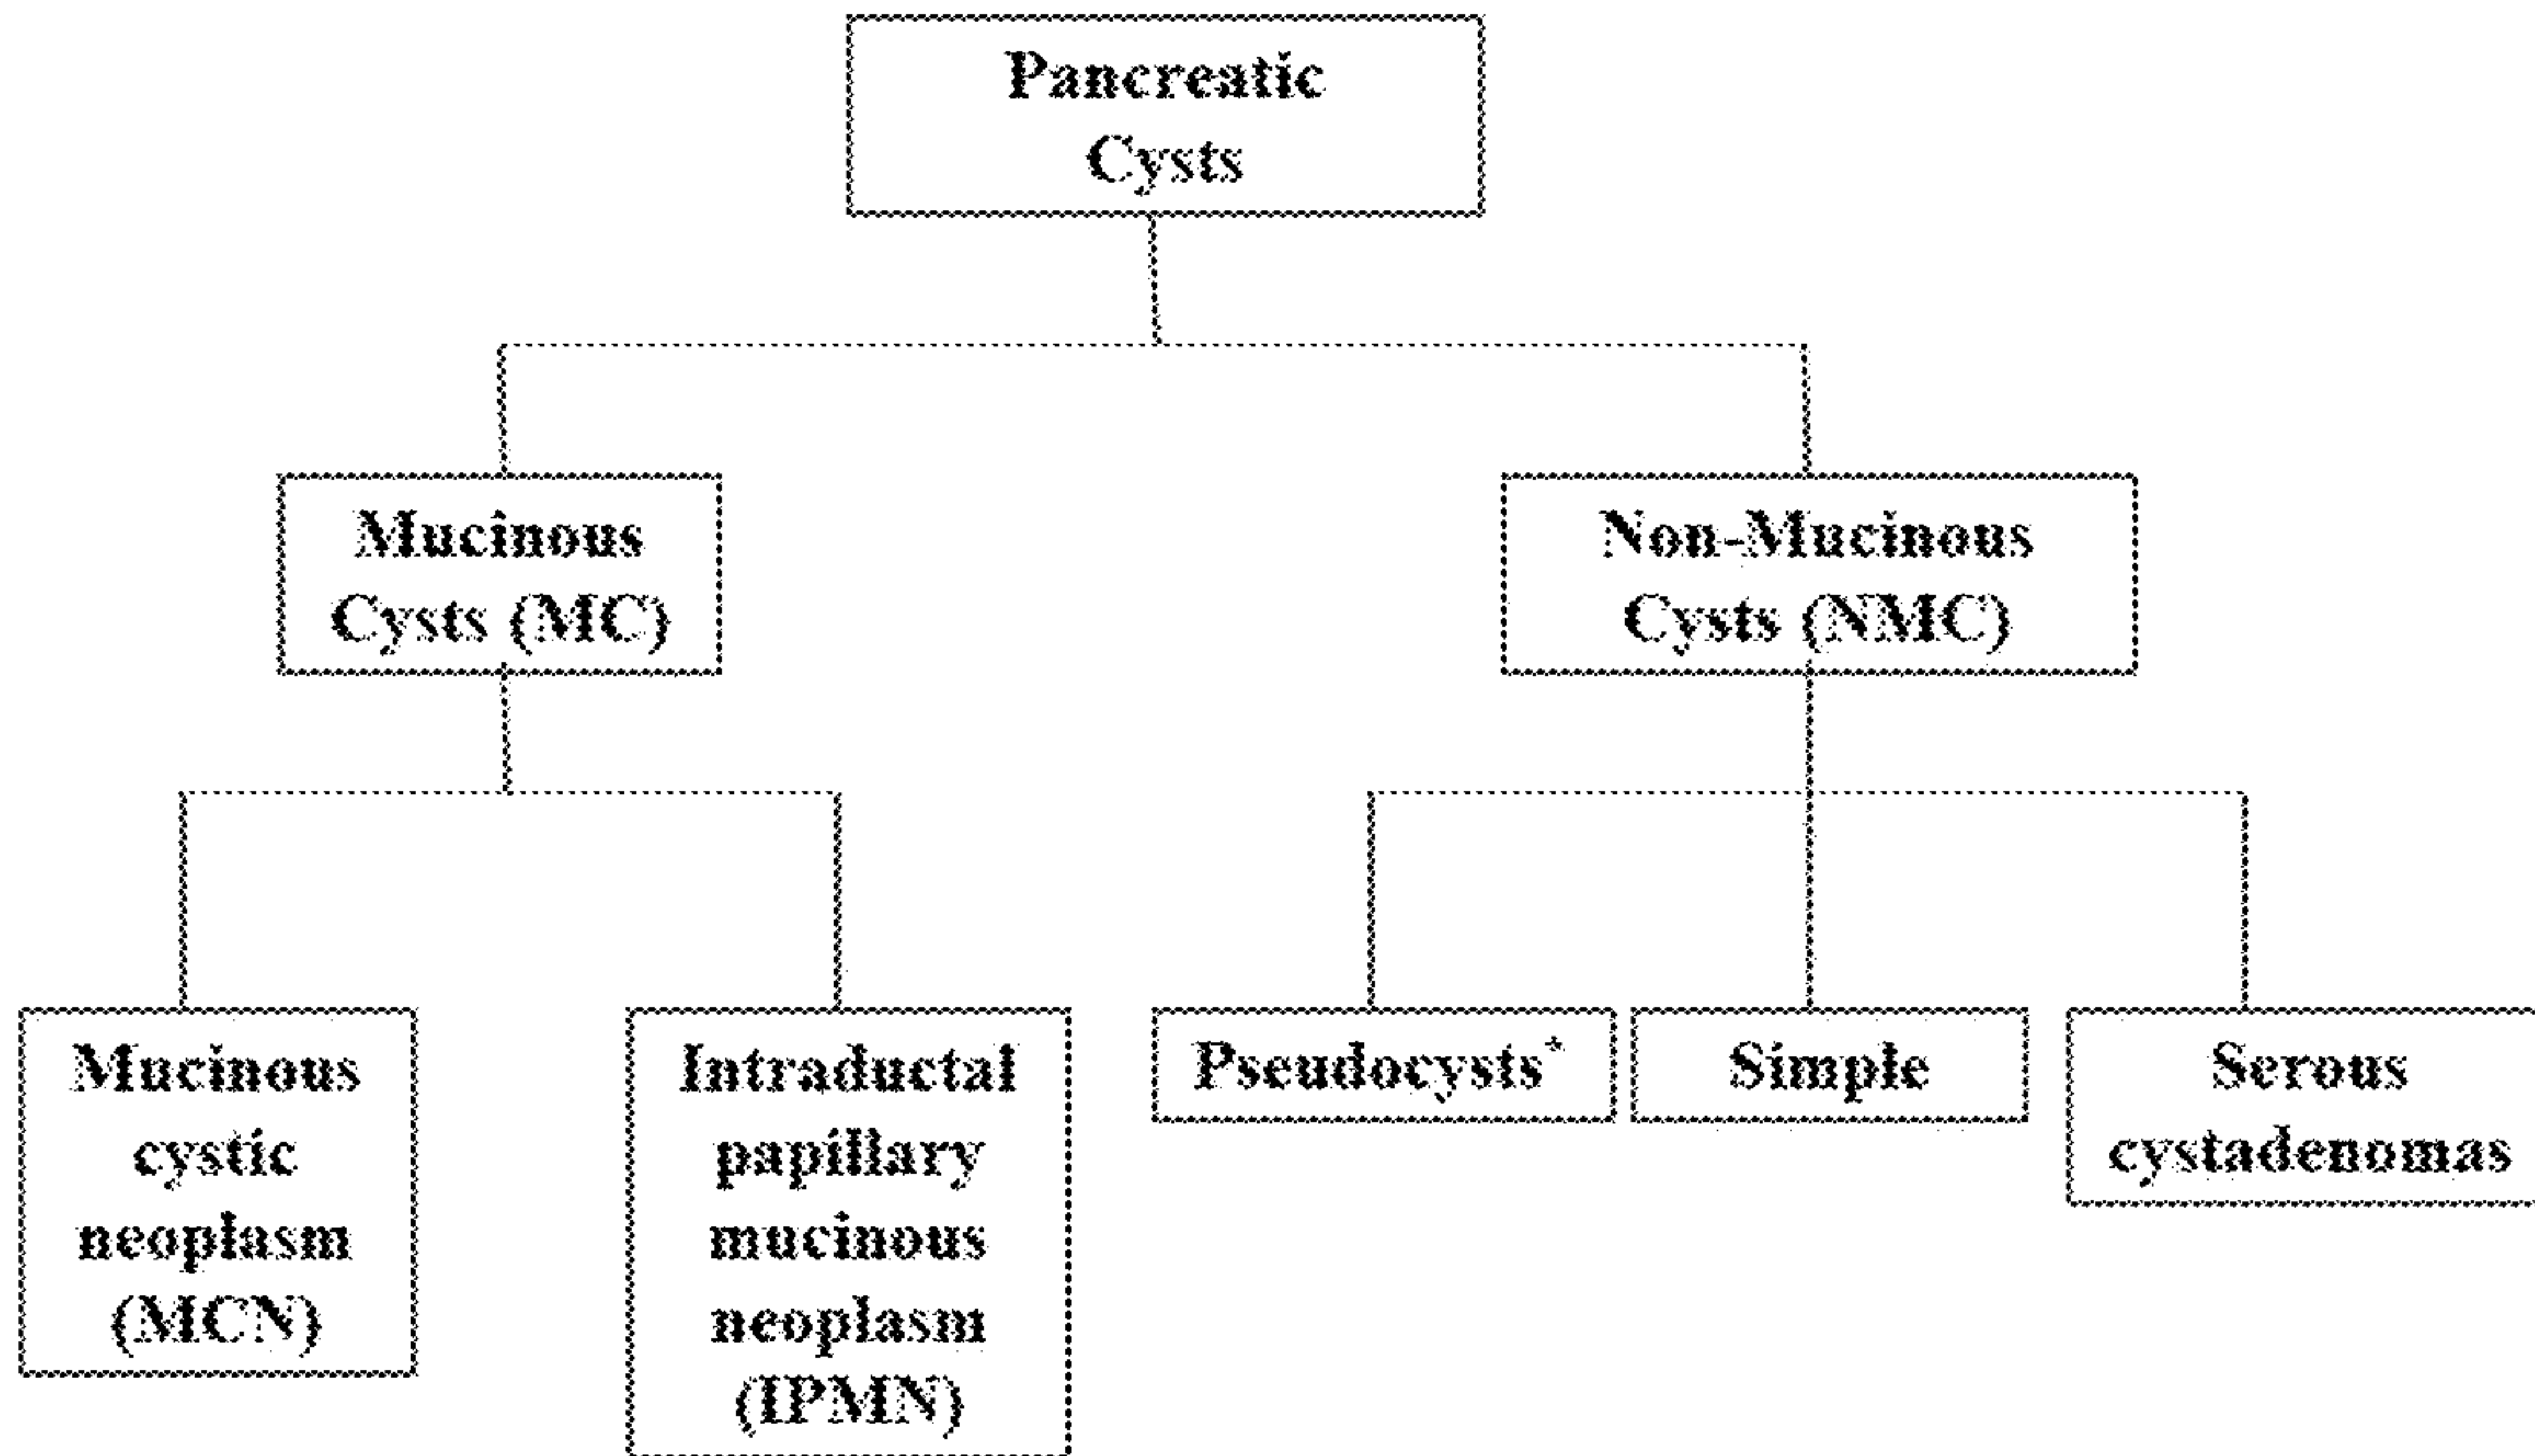 Pancreatic
Cysts
Mucinous
Cysts (MC)
Non-Mucinous
Cysts (NMC)
Mucinous
cystic
neoplasm
(MCN)
Intraductal
papillary
mucinous
neoplasm
(IPMN)
Pseudocysts*
Simple
Serous
cystadenomas